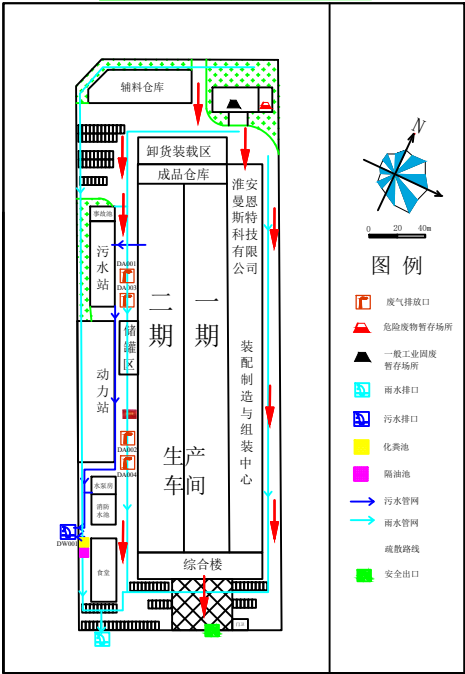 辅料仓库
卸货装载区
成品仓库
淮安
曼恩
斯特
科技
有限
公司
事故池
污水站
DA001
DA003
二期
一期
储罐区
动力站
装配制造与组装中心
DA002
DA004
生产
车间
水泵房
消防
水池
DW001
食堂
综合楼
N
0 20 40m
图 例
废气排放口
危险废物暂存场所
一般工业固废
暂存场所
雨水排口
污水排口
化粪池
隔油池
污水管网
雨水管网
疏散路线
安全出口